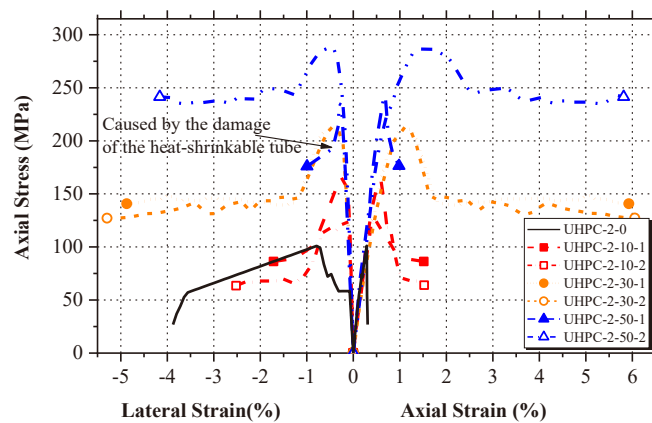 300
250
200
150
100
50
0
Axial Stress (MPa)
Caused by the damage
of the heat-shrinkable tube
UHPC-2-0
UHPC-2-10-1
UHPC-2-10-2
UHPC-2-30-1
UHPC-2-30-2
UHPC-2-50-1
UHPC-2-50-2
-5 -4 -3 -2 -1 0 1 2 3 4 5 6
Lateral Strain(%) Axial Strain (%)